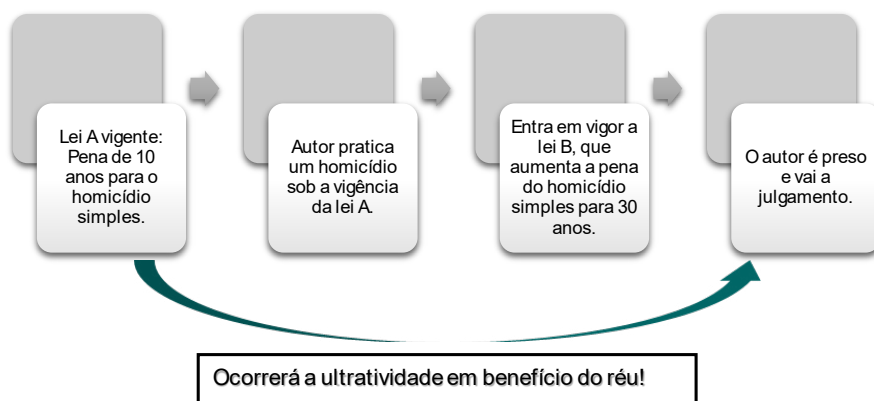 Lei A vigente:
Pena de 10
anos para o
homicídio
simples.
Autor pratica
um homicídio
sob a vigência
da lei A.
Entra em vigor a
lei B, que
aumenta a pena
do homicídio
simples para 30
anos.
O autor é preso
e vai a
julgamento.
Ocorrerá a ultratividade em benefício do réu!